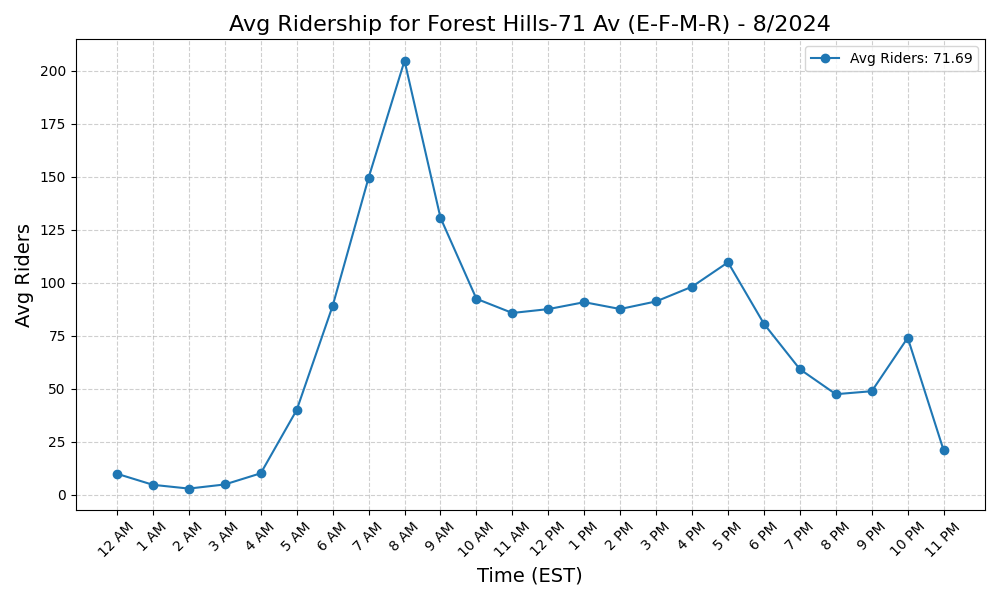 Avg Ridership for Forest Hills-71 Av (E-F-M-R) - 8/2024
Avg Riders: 71.69
Avg Riders
200
175
150
125
100
75
50
25
0
12 AM
1 AM
2 AM
3 AM
4 AM
5 AM
6 AM
7 AM
8 AM
9 AM
10 AM
11 AM
12 PM
1 PM
2 PM
3 PM
4 PM
5 PM
6 PM
7 PM
8 PM
9 PM
10 PM
11 PM
Time (EST)